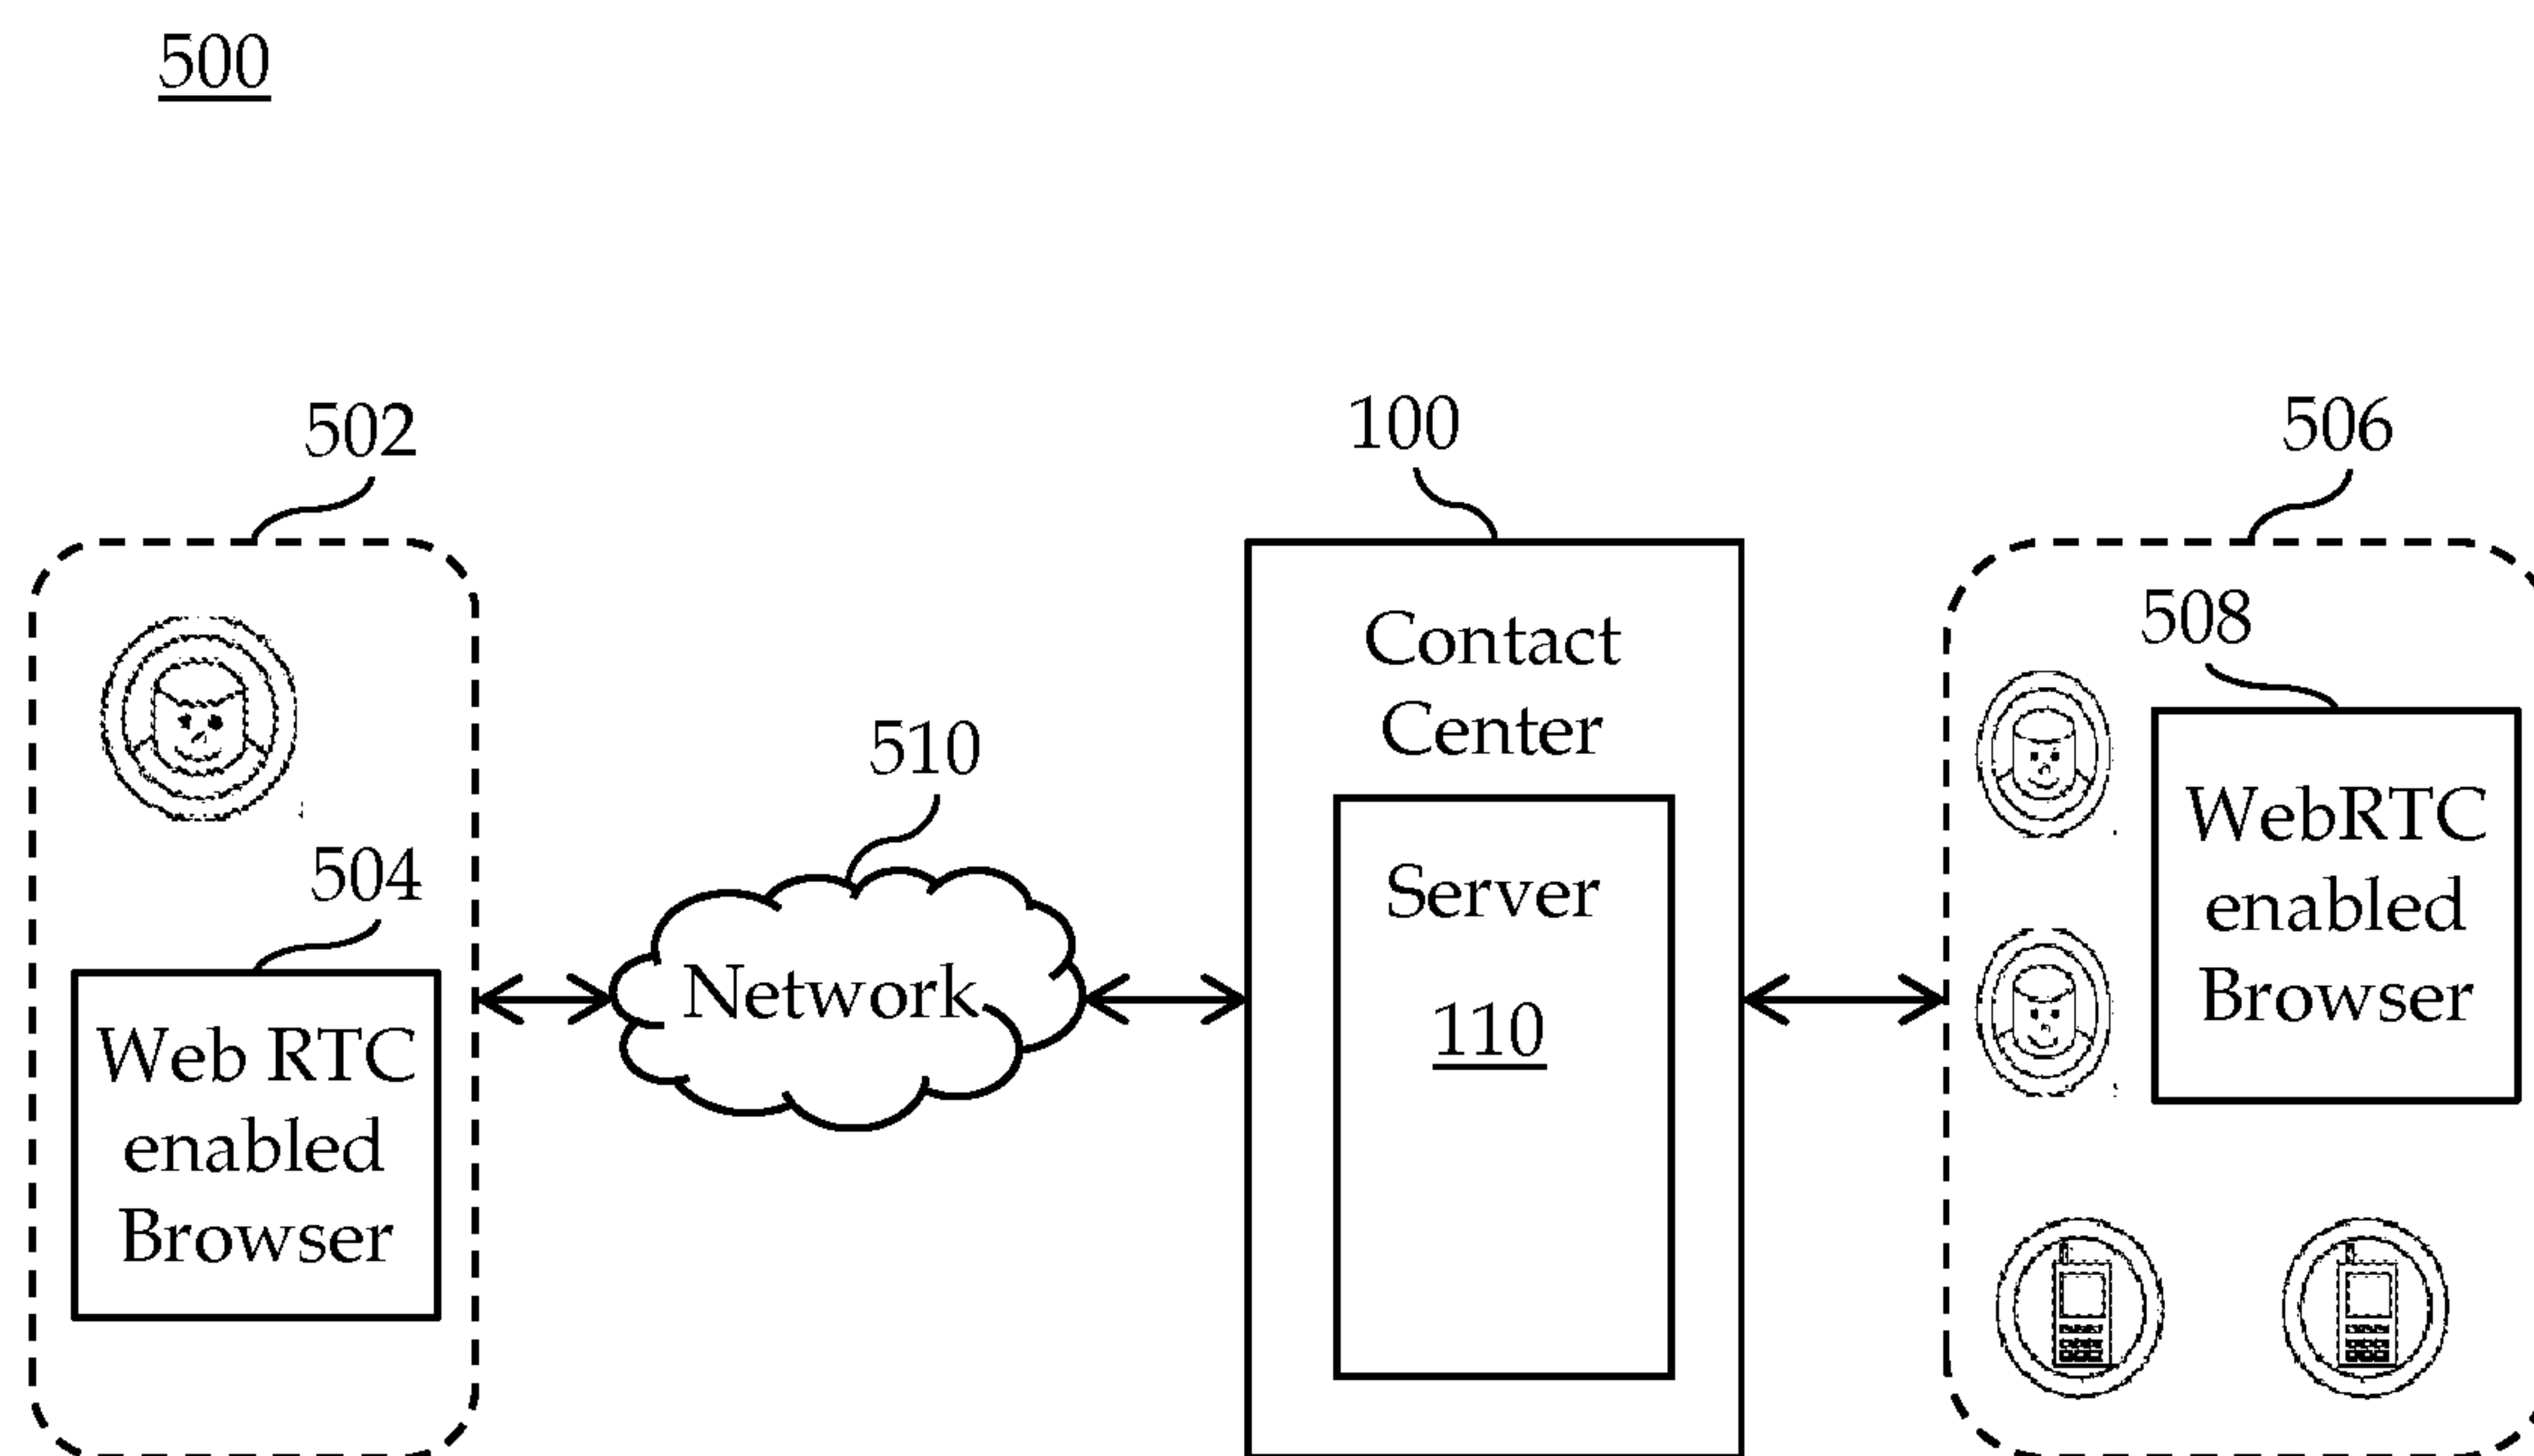 500
502
100
506
508
Contact
Center
510
504
Server
110
Network
WebRTC
enabled
Browser
Web RTC
enabled
Browser